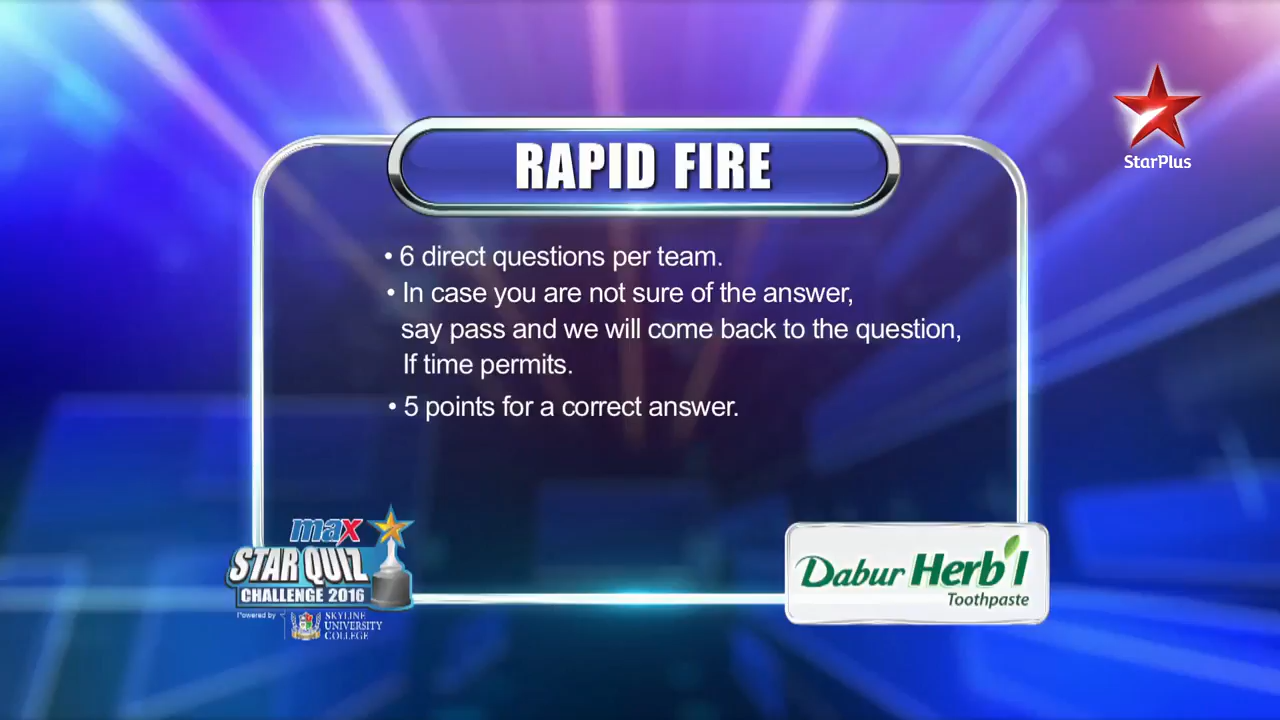 RAPID FIRE
StarPlus
• 6 direct questions per team.
• In case you are not sure of the answer,
say pass and we will come back to the question,
If time permits.
• 5 points for a correct answer.
max
STAR QUIZ
CHALLENGE 2016
Powered by
SKYLINE
UNIVERSITY
COLLEGE
Dabur Herb'l
Toothpaste